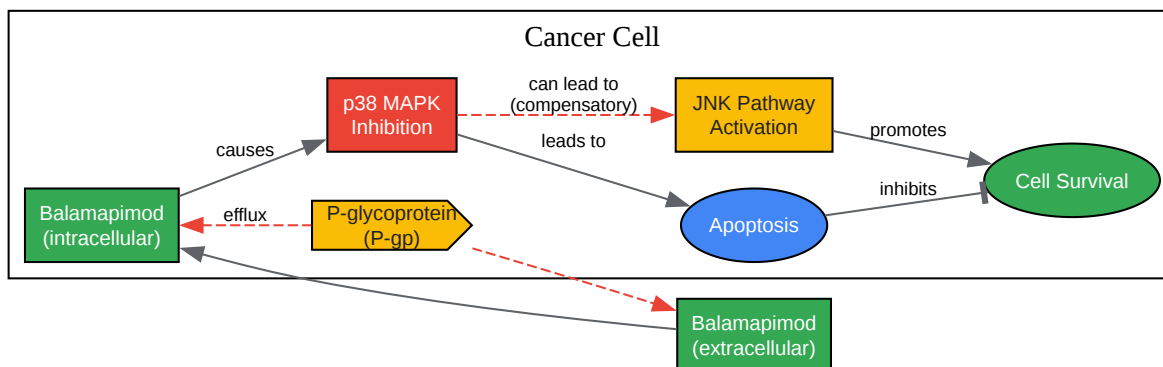 Cancer Cell
p38 MAPK
Inhibition
can lead to
(compensatory)
JNK Pathway
Activation
leads to
promotes
causes
Balamapimod
(intracellular)
efflux
P-glycoprotein
(P-gp)
Apoptosis
inhibits
Cell Survival
Balamapimod
(extracellular)